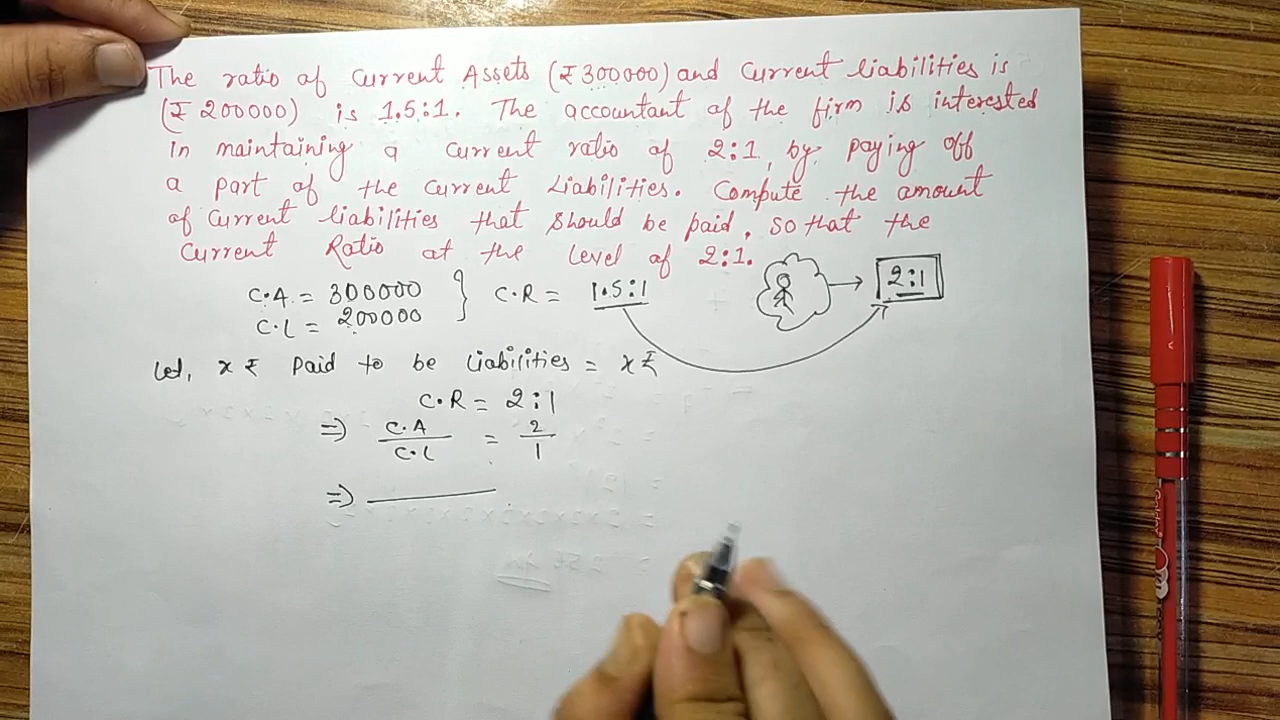 The ratio of Current Assets (₹ 300000) and Current liabilities is
(₹ 200000) is 1.5:1. The accountant of the firm is interested
in maintaining a current ratio of 2:1, by paying off
a part of the current Liabilities. Compute the amount
of Current liabilities that should be paid, so that the
Current Ratio at the level of 2:1.
C.A. = 300000
C.L = 200000
} C.R = 1.5:1
→ 2:1
Let, x ₹ Paid to be liabilities = x ₹
C.R = 2:1
=> C.A / C.L = 2 / 1
=>